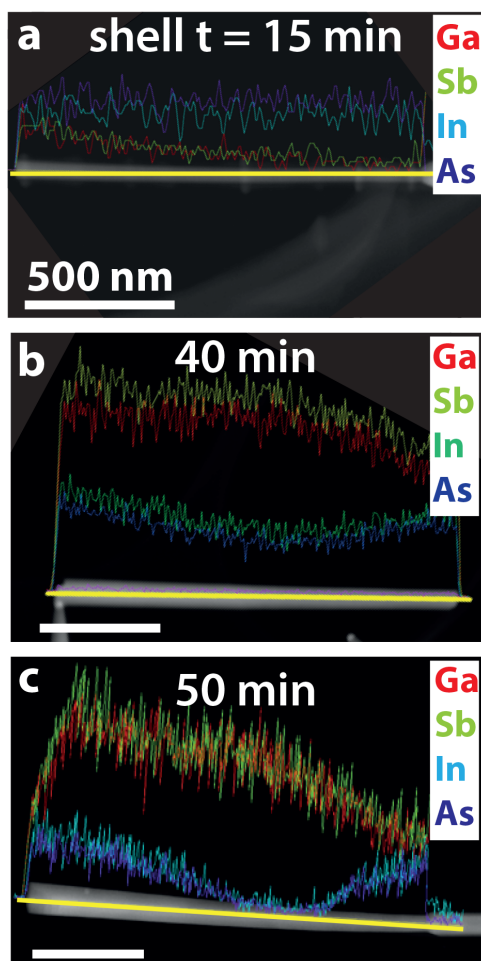 a shell t = 15 min Ga
Sb
In
As
500 nm
b 40 min Ga
Sb
In
As
c 50 min Ga
Sb
In
As